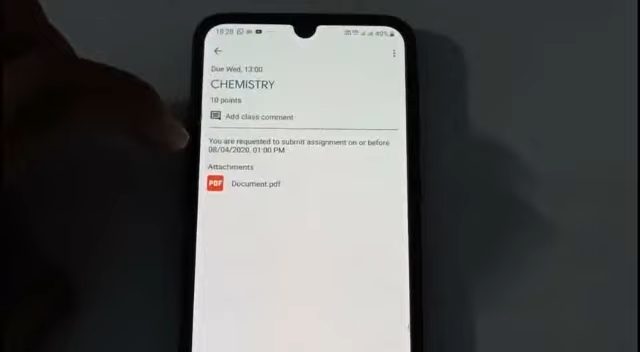 Due Wed, 13:00
CHEMISTRY
10 points
Add class comment
You are requested to submit assignment on or before
08/04/2020, 01:00 PM
Attachments
PDF Document.pdf